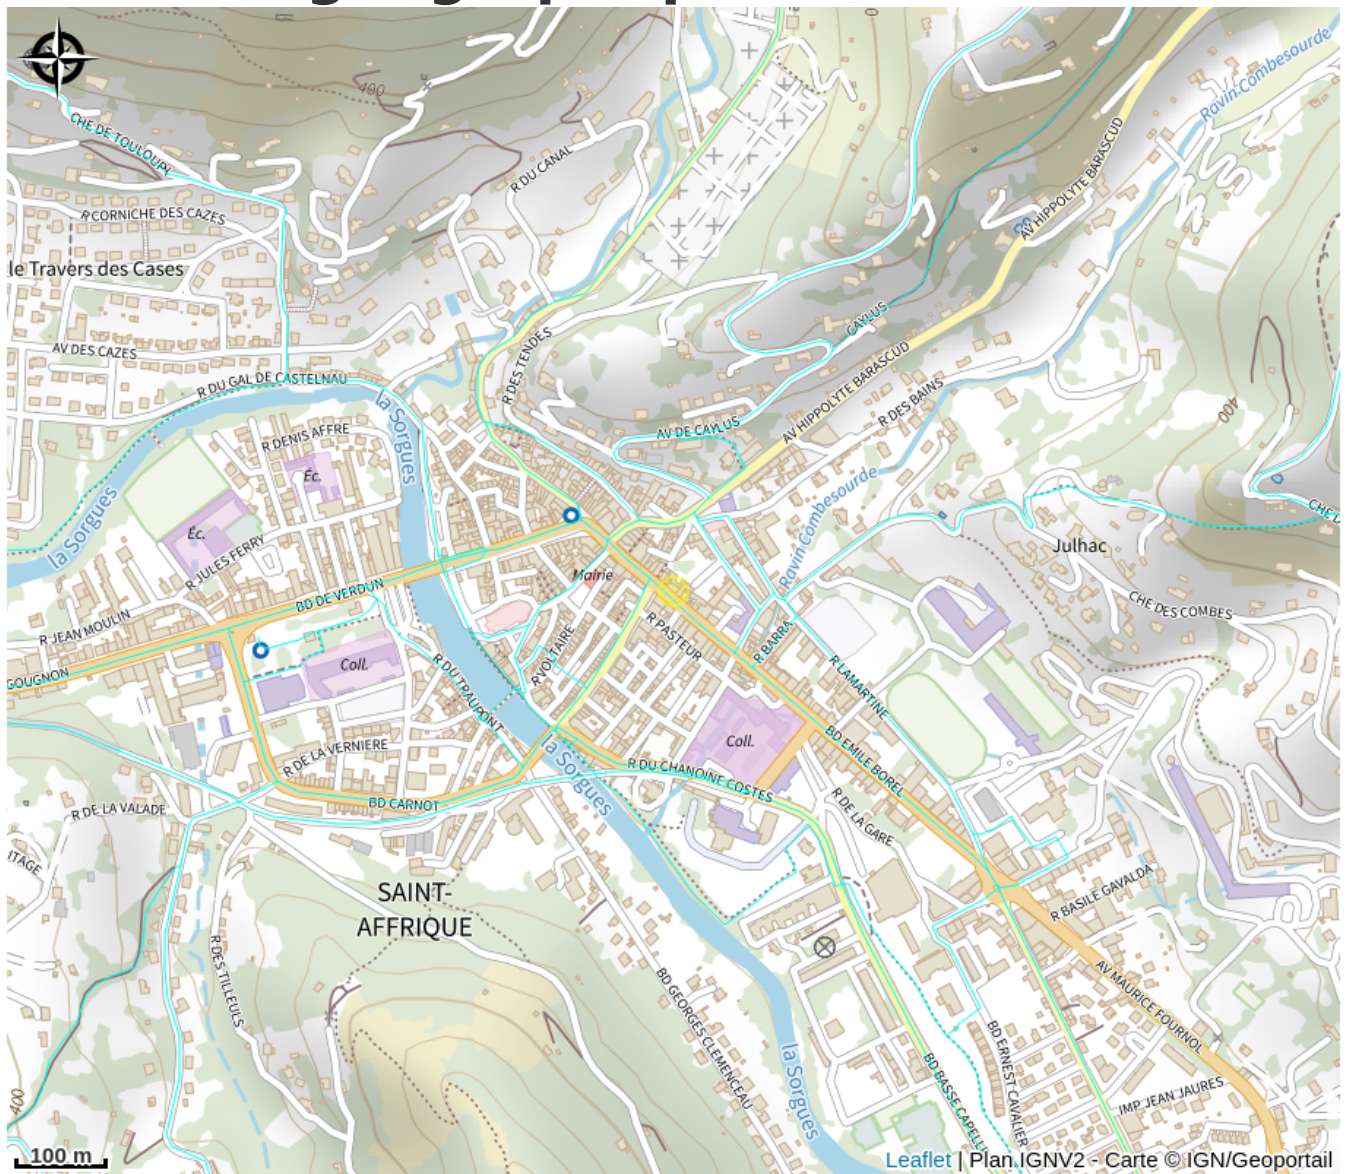 400
Ravin Combesourde
CHE DE TOULOUPI
R DU CANAL
AV HIPPOLYTE BARASCUD
R CORNICHE DES CAZES
le Travers des Cases
CAYLUS
R DES TENDES
AV DES CAZES
R DU GAL DE CASTELNAU
AV HIPPOLYTE BARASCUD
R DES BAINS
la Sorgues
400
AV DE CAYLUS
R DENIS AFFRE
Éc.
Ravin Combesourde
la Sorgues
Éc.
CHE D
R JULES FERRY
Julhac
Mairie
BD DE VERDUN
CHE DES COMBES
R JEAN MOULIN
R PASTEUR
R BARRA
R VOLTAIRE
Coll.
R DU TRAUPONT
R LAMARTINE
GOUGNON
Coll.
R DE LA VERNIERE
la Sorgues
BD EMILE BOREL
R DU CHANOINE COSTES
BD CARNOT
R DE LA VALADE
R DE LA GARE
ITAGE
SAINT-
AFFRIQUE
R BASILE GAVALDA
R DES TILLEULS
BD GEORGES CLEMENCEAU
AV MAURICE FOURNOL
la Sorgues
BD BASSE CAPELL
BD ERNEST CAVALIER
IMP JEAN JAURES
400
100 m
Leaflet | Plan IGNV2 - Carte © IGN/Geoportail